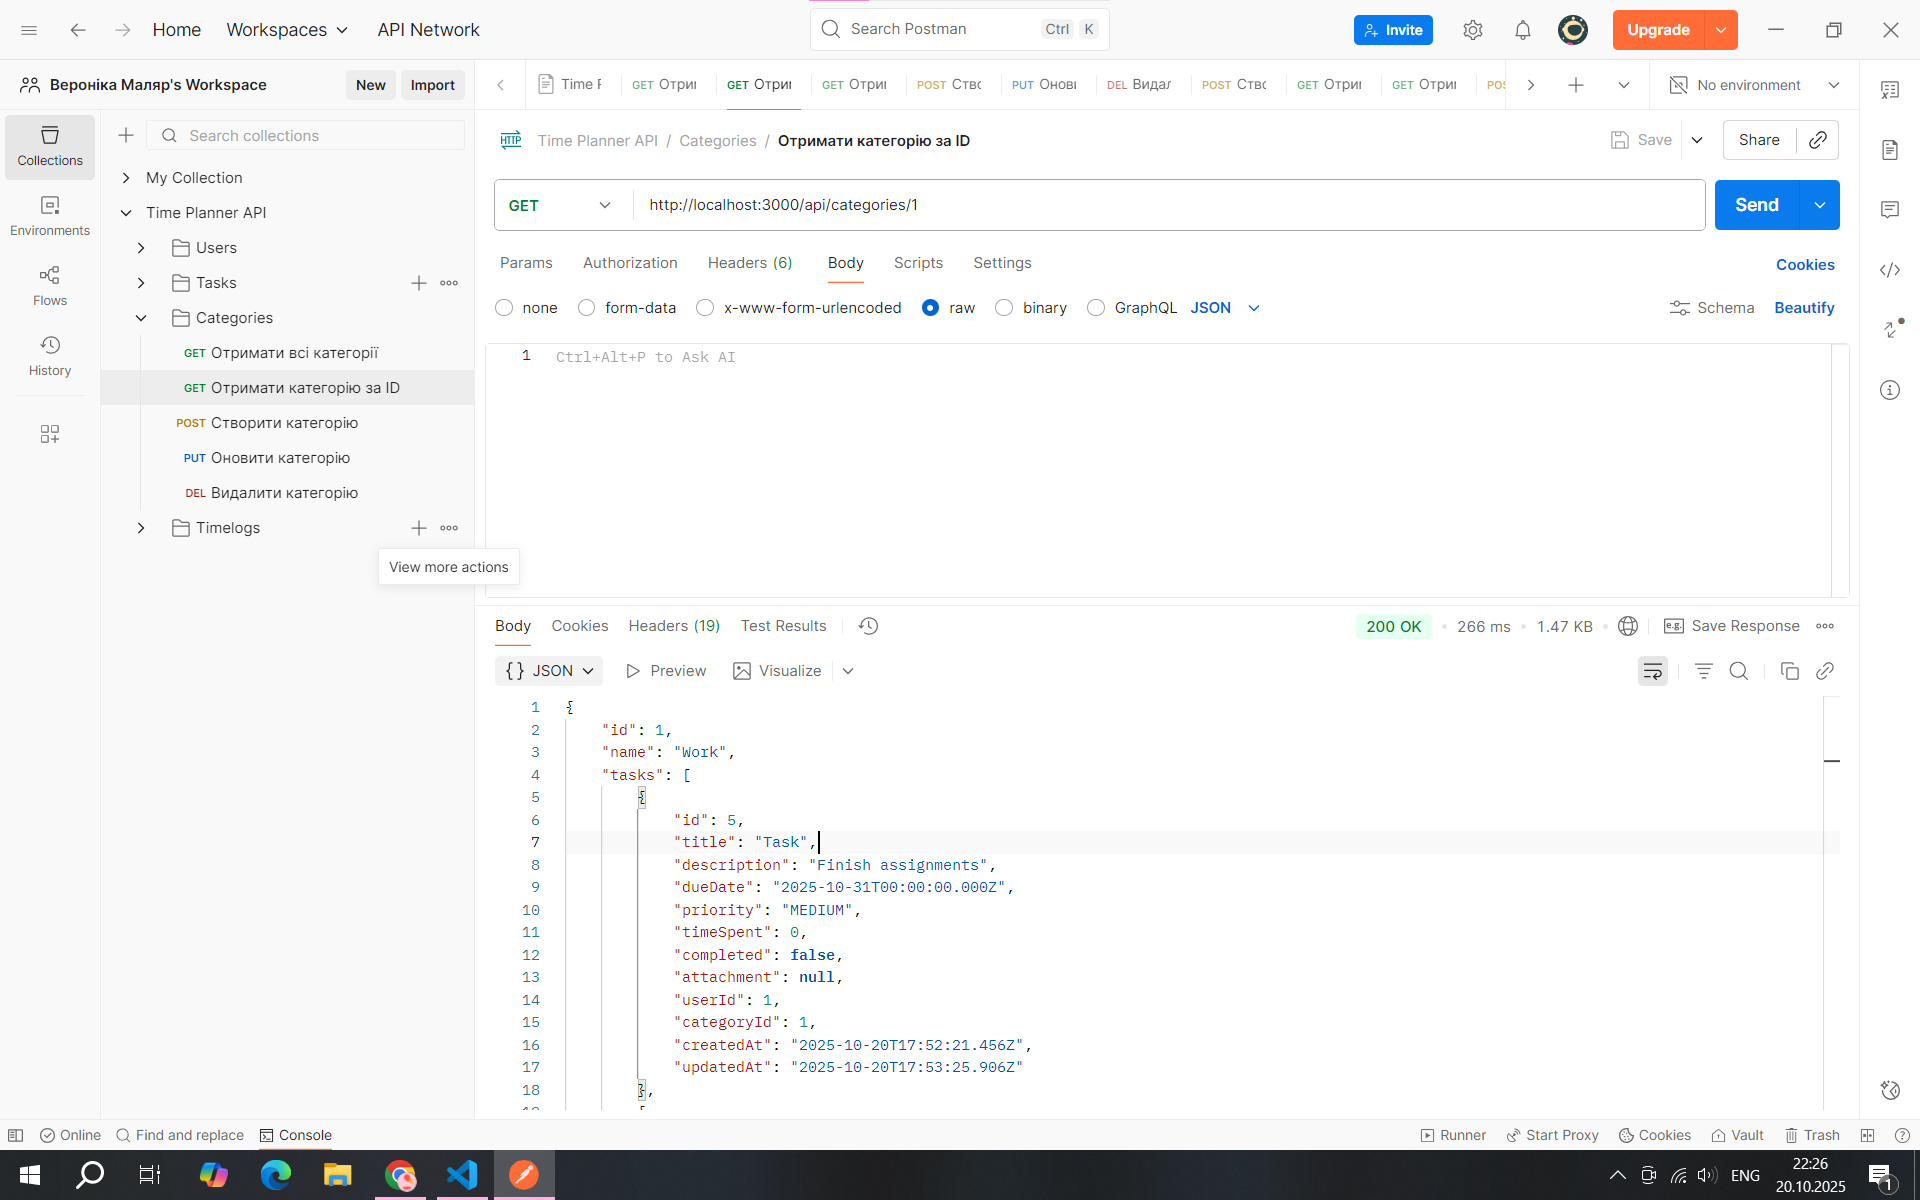 Home Workspaces API Network Search Postman Ctrl K Invite Upgrade
Вероніка Маляр's Workspace New Import
Time F GET Отри GET Отри GET Отри POST Ство PUT Онови DEL Видал POST Ство GET Отри GET Отри POS No environment
Collections
Environments
Flows
History
Search collections
My Collection
Time Planner API
Users
Tasks
Categories
GET Отримати всі категорії
GET Отримати категорію за ID
POST Створити категорію
PUT Оновити категорію
DEL Видалити категорію
Timelogs
View more actions
HTTP Time Planner API / Categories / Отримати категорію за ID Save Share
GET http://localhost:3000/api/categories/1 Send
Params Authorization Headers (6) Body Scripts Settings Cookies
none form-data x-www-form-urlencoded raw binary GraphQL JSON Schema Beautify
1 Ctrl+Alt+P to Ask AI
Body Cookies Headers (19) Test Results 200 OK • 266 ms • 1.47 KB • e.g. Save Response
{} JSON Preview Visualize
1 {
2 "id": 1,
3 "name": "Work",
4 "tasks": [
5 {
6 "id": 5,
7 "title": "Task",
8 "description": "Finish assignments",
9 "dueDate": "2025-10-31T00:00:00.000Z",
10 "priority": "MEDIUM",
11 "timeSpent": 0,
12 "completed": false,
13 "attachment": null,
14 "userId": 1,
15 "categoryId": 1,
16 "createdAt": "2025-10-20T17:52:21.456Z",
17 "updatedAt": "2025-10-20T17:53:25.906Z"
18 },
Online Find and replace Console Runner Start Proxy Cookies Vault Trash
ENG 22:26
20.10.2025 1